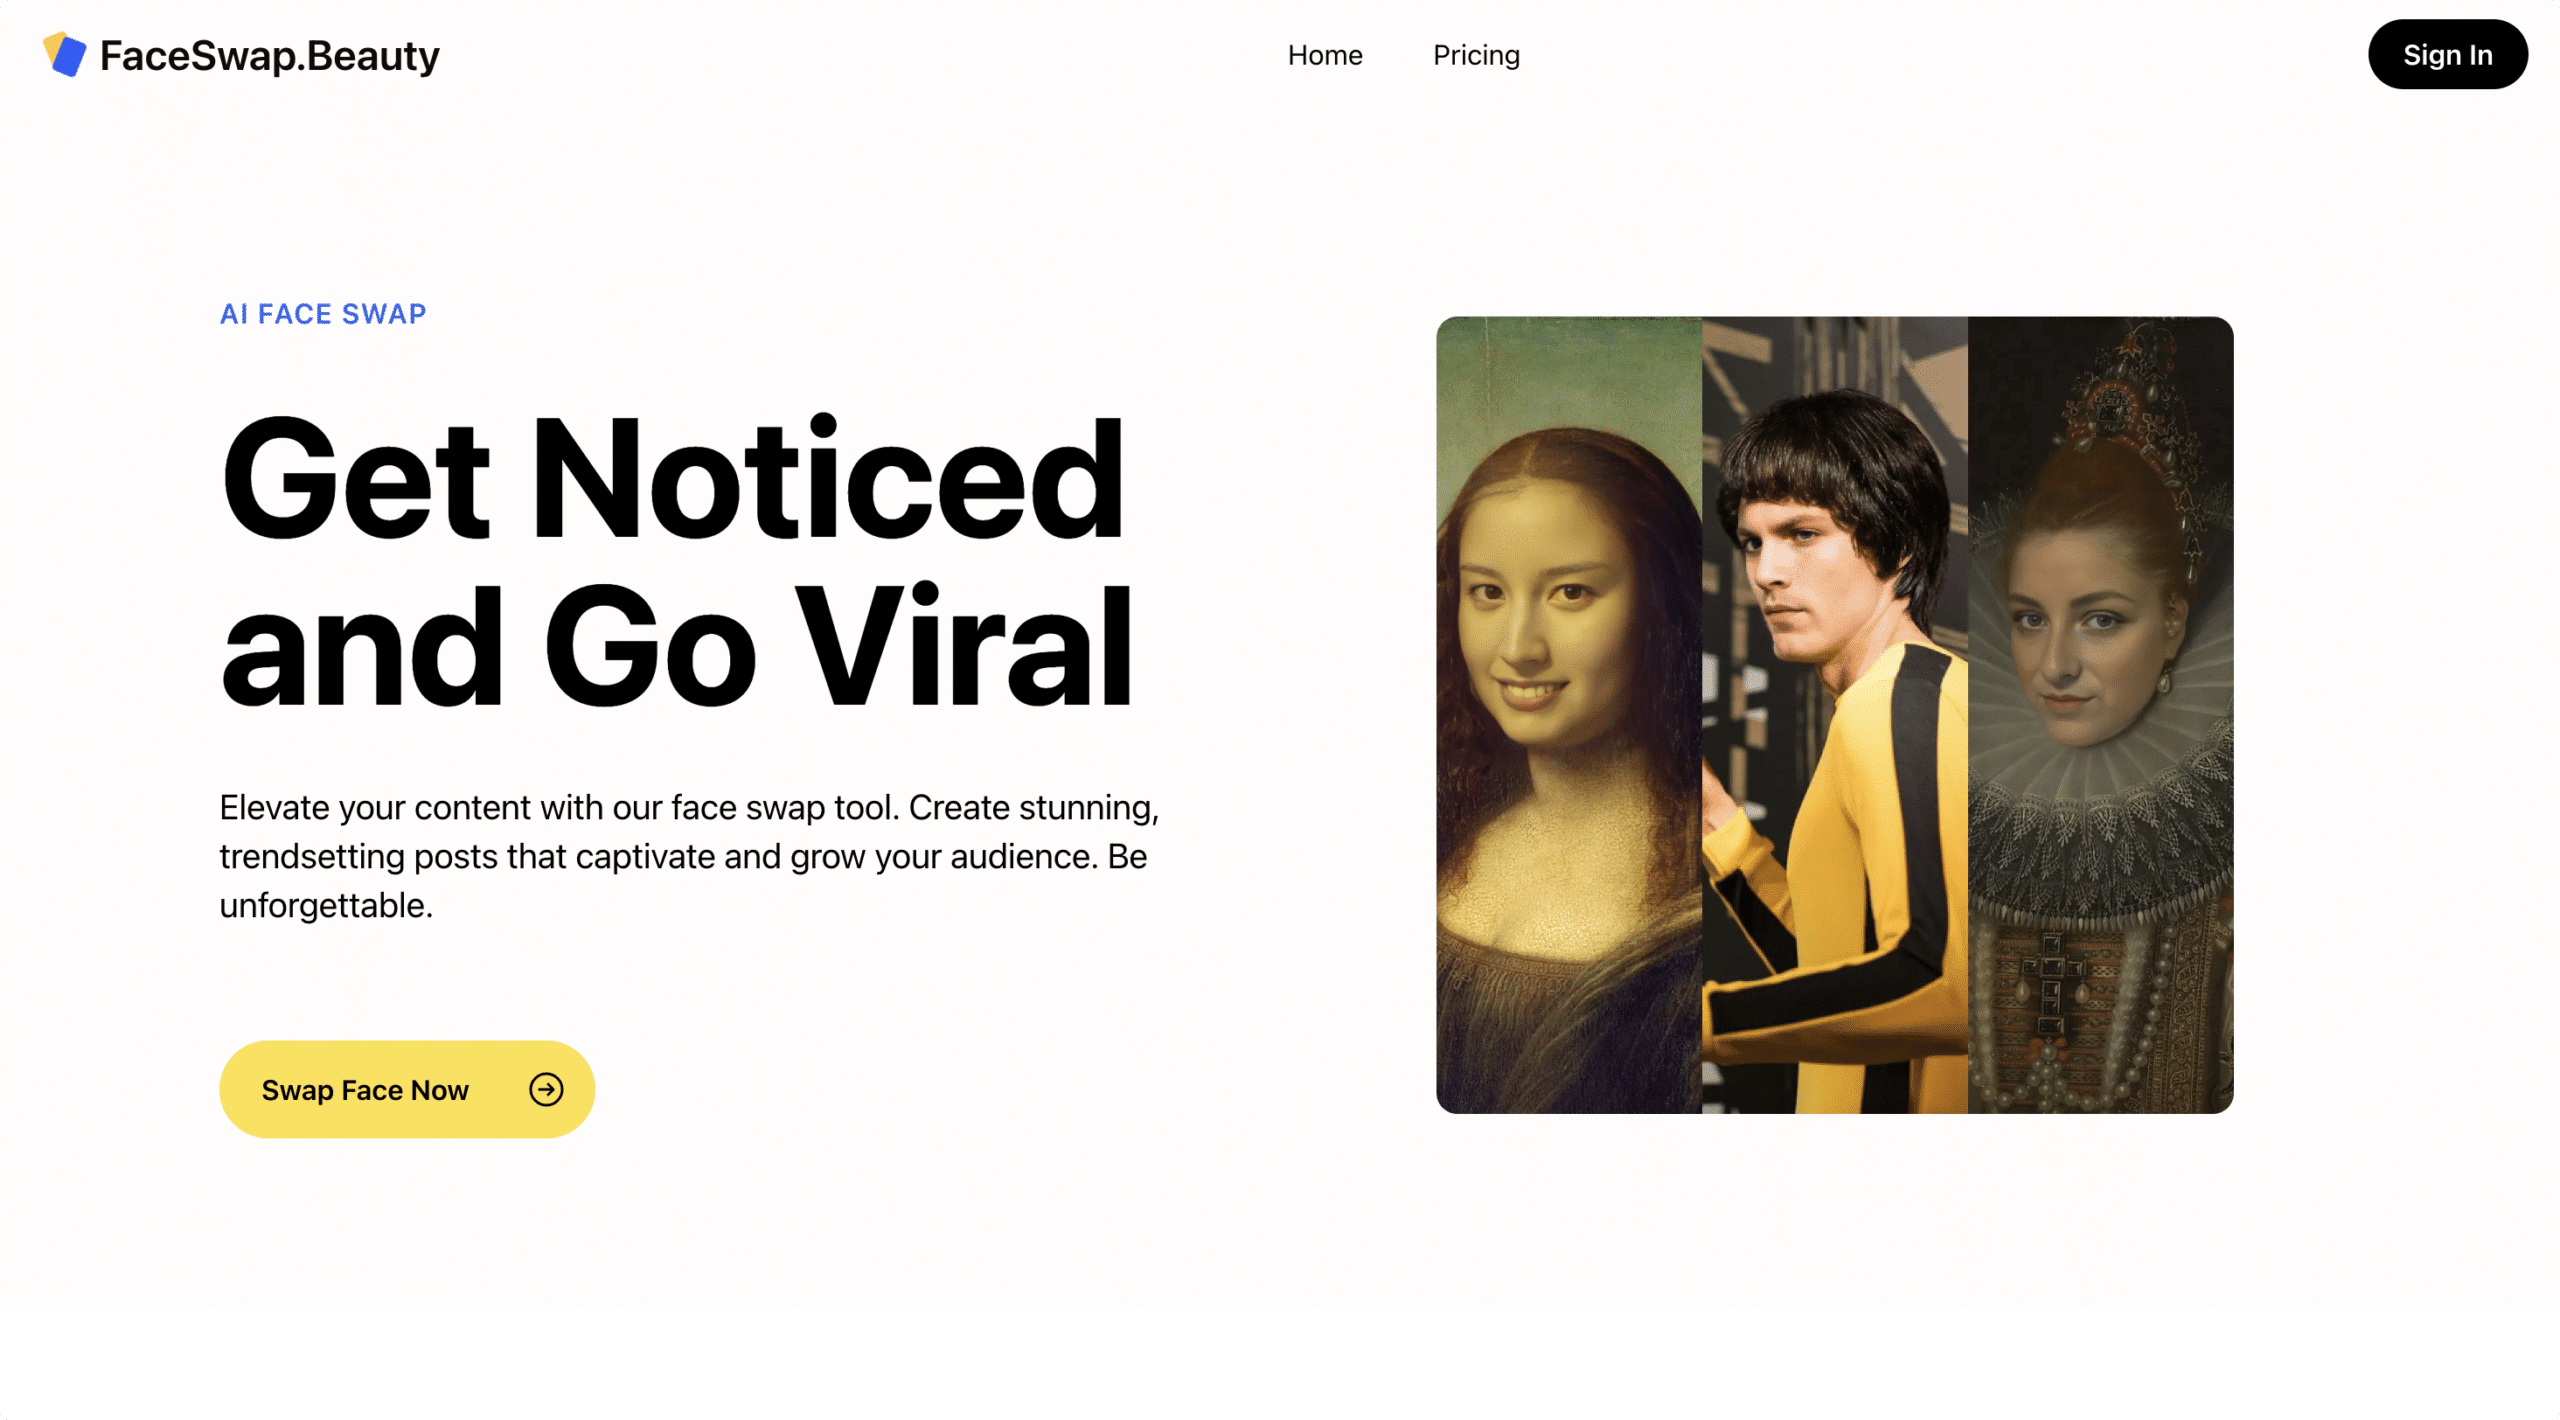 FaceSwap.Beauty
Home
Pricing
Sign In
AI FACE SWAP
Get Noticed
and Go Viral
Elevate your content with our face swap tool. Create stunning,
trendsetting posts that captivate and grow your audience. Be
unforgettable.
Swap Face Now